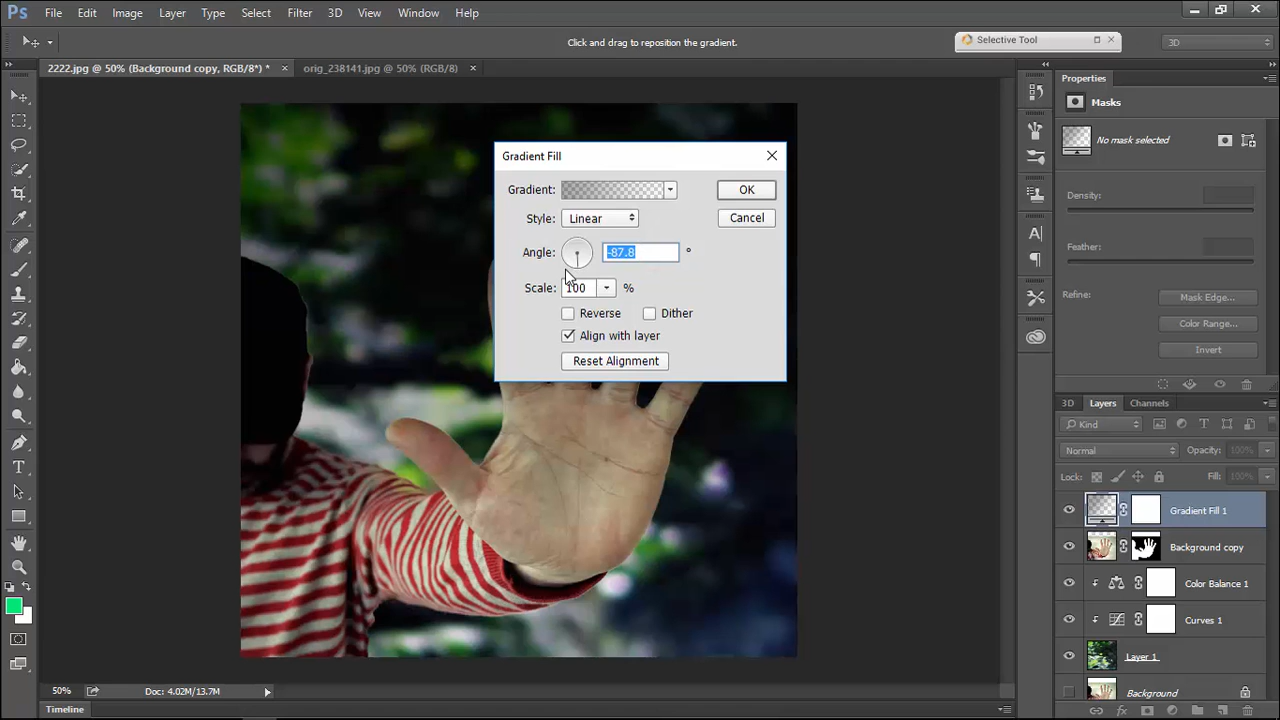 Ps File Edit Image Layer Type Select Filter 3D View Window Help
Click and drag to reposition the gradient.
Selective Tool
3D
2222.jpg @ 50% (Background copy, RGB/8*) *
orig_238141.jpg @ 50% (RGB/8)
Gradient Fill
Gradient:
OK
Style: Linear
Cancel
Angle: -87.8 °
Scale: 100 %
Reverse
Dither
Align with layer
Reset Alignment
Properties
Masks
No mask selected
Density:
Feather:
Refine:
Mask Edge...
Color Range...
Invert
3D Layers Channels
Kind
Normal
Opacity: 100%
Lock:
Fill: 100%
Gradient Fill 1
Background copy
Color Balance 1
Curves 1
Layer 1
Background
50%
Doc: 4.02M/13.7M
Timeline